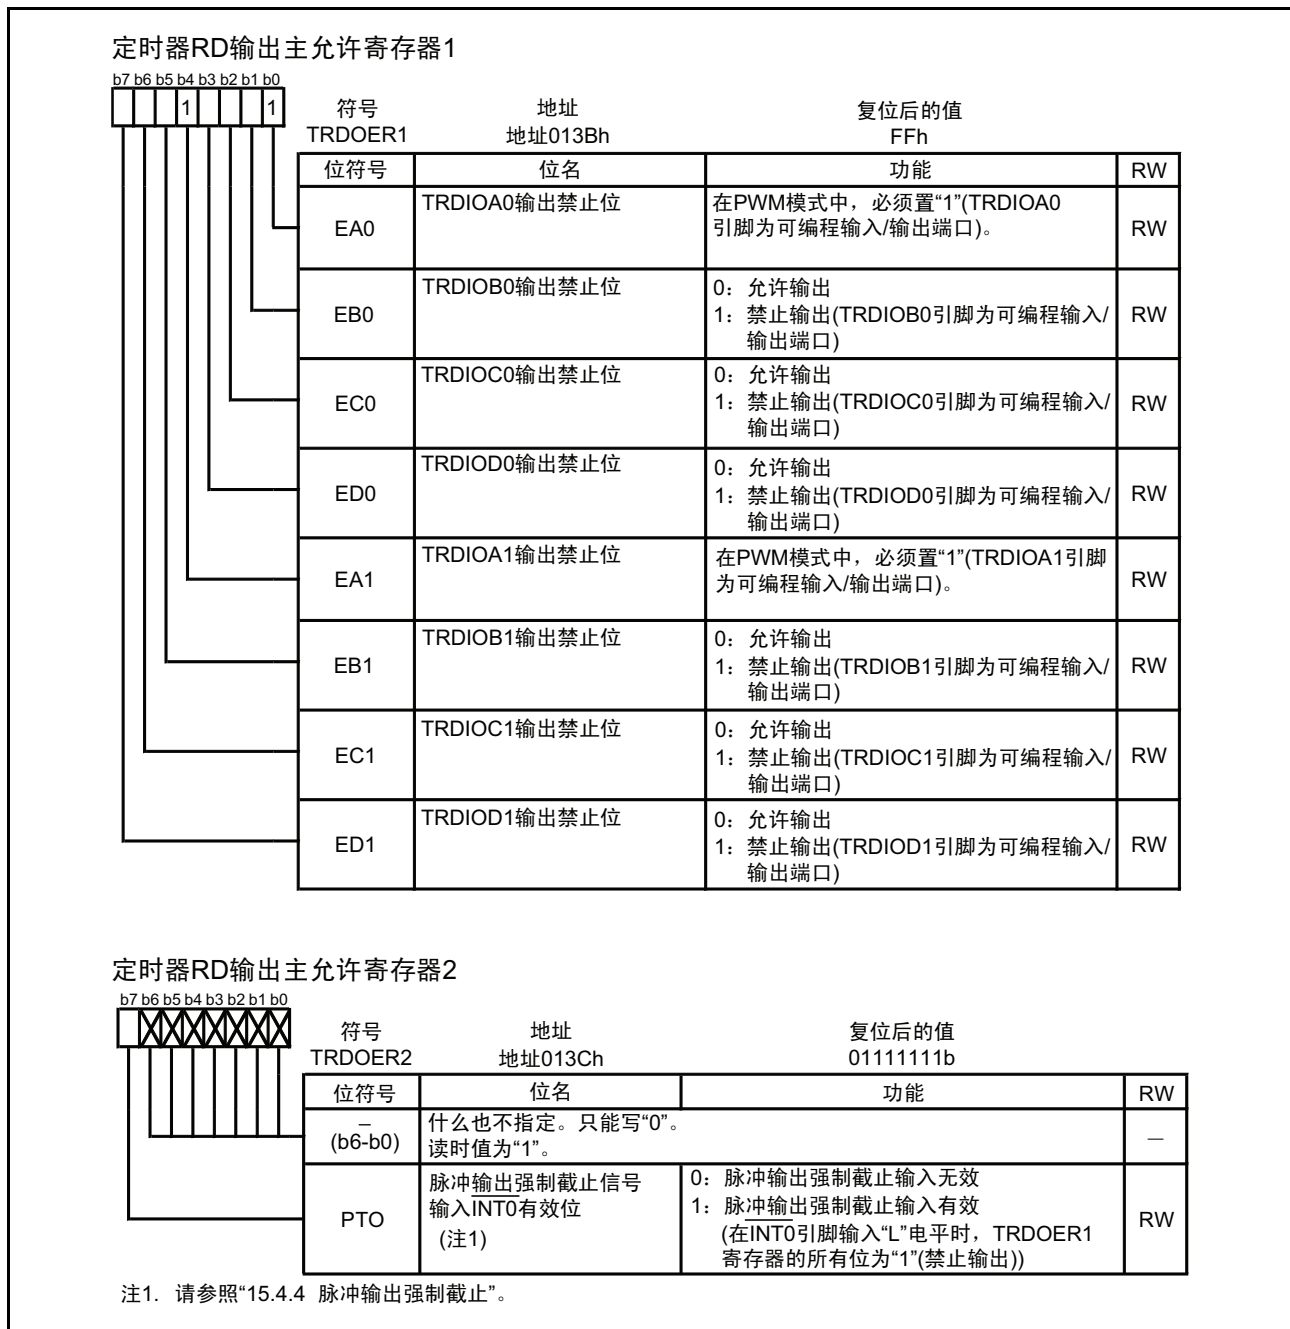 定时器RD输出主允许寄存器1
b7 b6 b5 b4 b3 b2 b1 b0
1 1
符号 地址 复位后的值
TRDOER1 地址013Bh FFh
位符号 位名 功能 RW
EA0 TRDIOA0输出禁止位 在PWM模式中，必须置“1”(TRDIOA0 RW
引脚为可编程输入/输出端口)。
EB0 TRDIOB0输出禁止位 0：允许输出 RW
1：禁止输出(TRDIOB0引脚为可编程输入/
输出端口)
EC0 TRDIOC0输出禁止位 0：允许输出 RW
1：禁止输出(TRDIOC0引脚为可编程输入/
输出端口)
ED0 TRDIOD0输出禁止位 0：允许输出 RW
1：禁止输出(TRDIOD0引脚为可编程输入/
输出端口)
EA1 TRDIOA1输出禁止位 在PWM模式中，必须置“1”(TRDIOA1引脚 RW
为可编程输入/输出端口)。
EB1 TRDIOB1输出禁止位 0：允许输出 RW
1：禁止输出(TRDIOB1引脚为可编程输入/
输出端口)
EC1 TRDIOC1输出禁止位 0：允许输出 RW
1：禁止输出(TRDIOC1引脚为可编程输入/
输出端口)
ED1 TRDIOD1输出禁止位 0：允许输出 RW
1：禁止输出(TRDIOD1引脚为可编程输入/
输出端口)
定时器RD输出主允许寄存器2
b7 b6 b5 b4 b3 b2 b1 b0
符号 地址 复位后的值
TRDOER2 地址013Ch 01111111b
位符号 位名 功能 RW
– 什么也不指定。只能写“0”。 –
(b6-b0) 读时值为“1”。
PTO 脉冲输出强制截止信号 0：脉冲输出强制截止输入无效 RW
输入INT0有效位 1：脉冲输出强制截止输入有效
(注1) (在INT0引脚输入“L”电平时，TRDOER1
寄存器的所有位为“1”(禁止输出))
注1. 请参照“15.4.4 脉冲输出强制截止”。